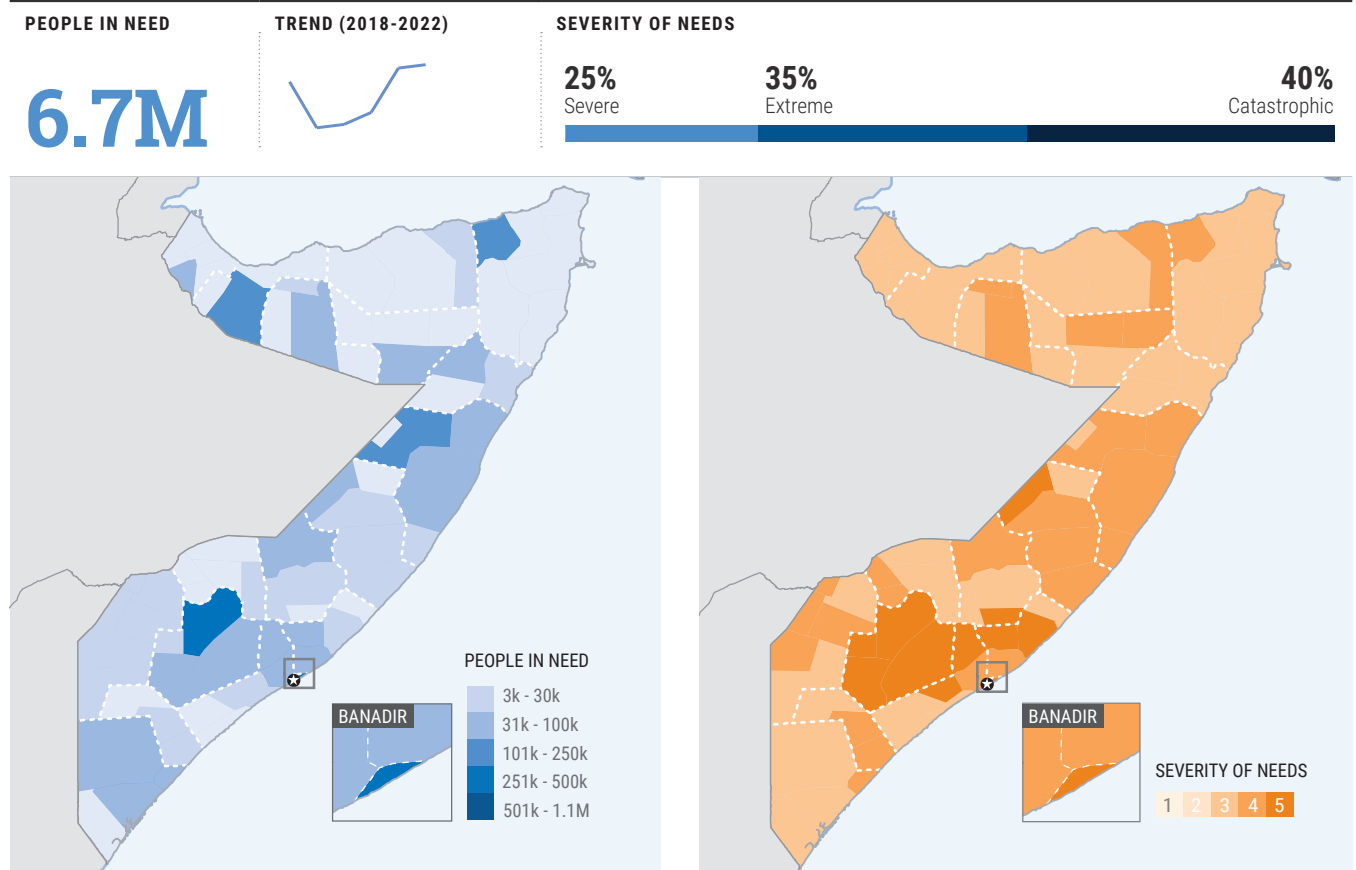 PEOPLE IN NEED
6.7M
TREND (2018-2022)
SEVERITY OF NEEDS
25%
Severe
35%
Extreme
40%
Catastrophic
PEOPLE IN NEED
3k - 30k
31k - 100k
101k - 250k
251k - 500k
501k - 1.1M
BANADIR
BANADIR
SEVERITY OF NEEDS
1 2 3 4 5